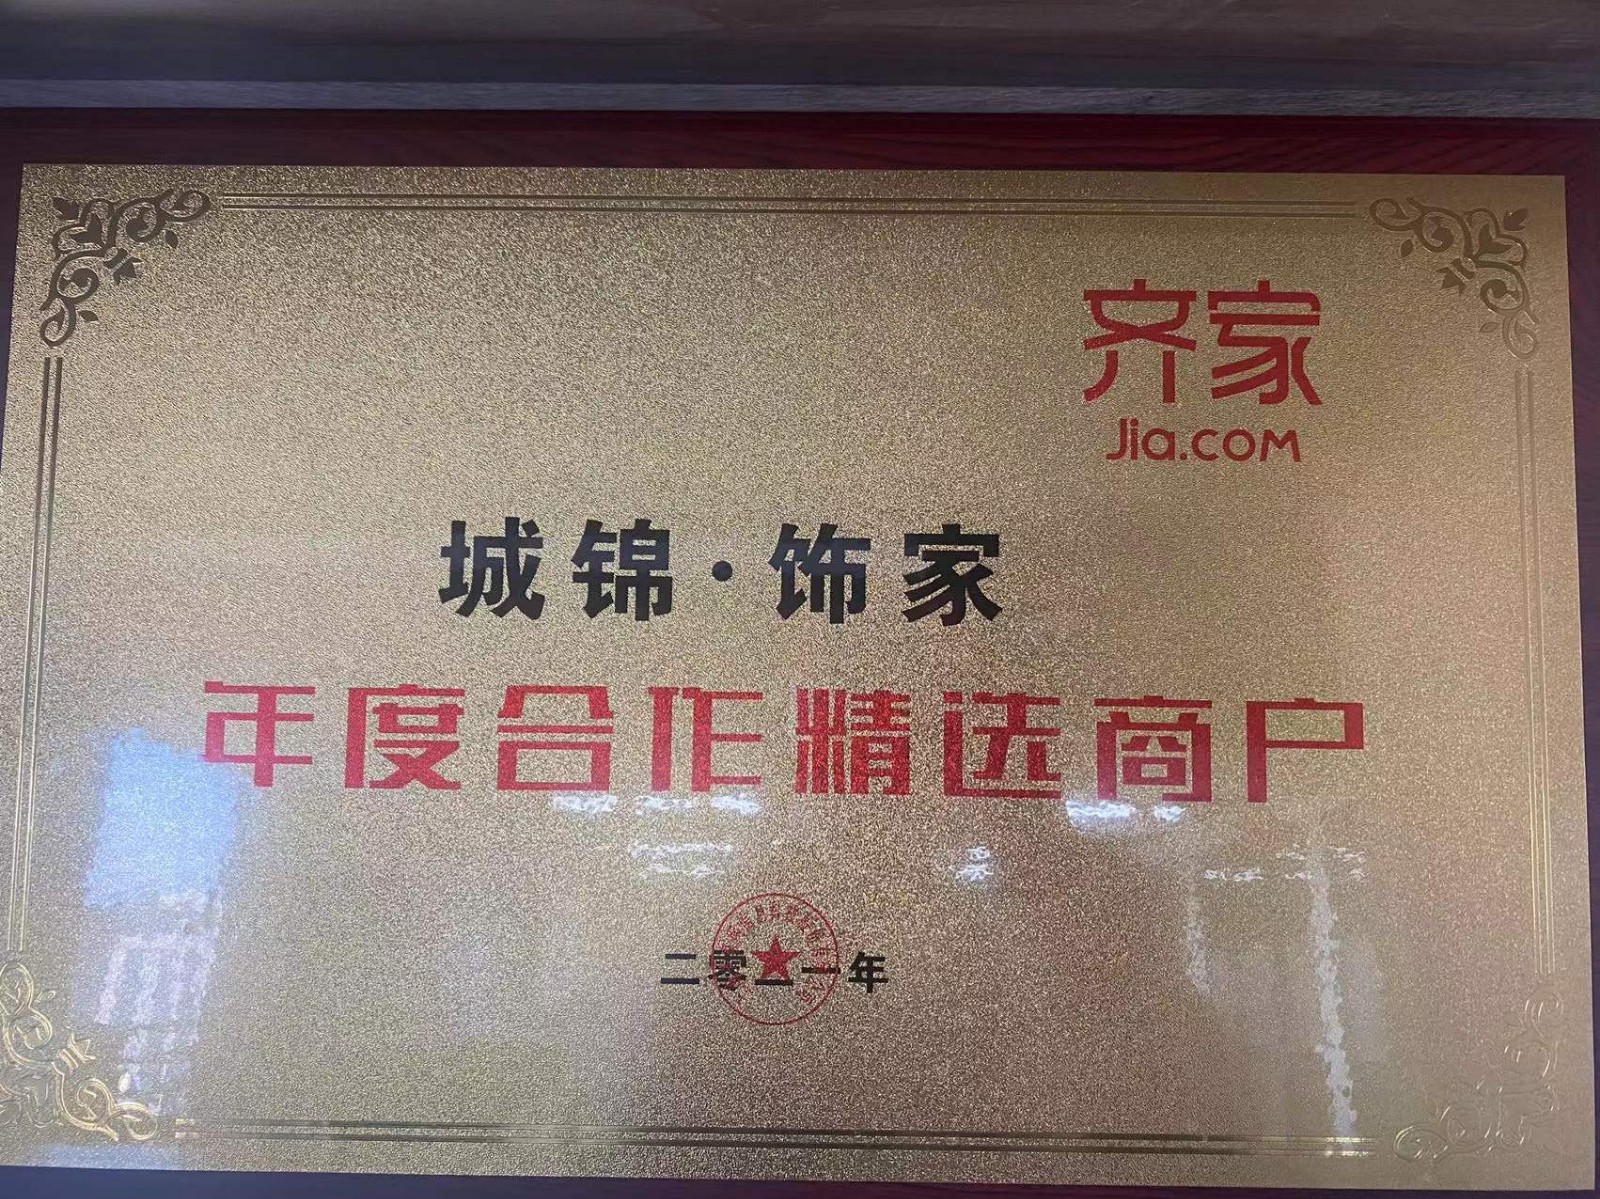 齐家
Jia.com
城锦·饰家
年度合作精选商户
二零二一年